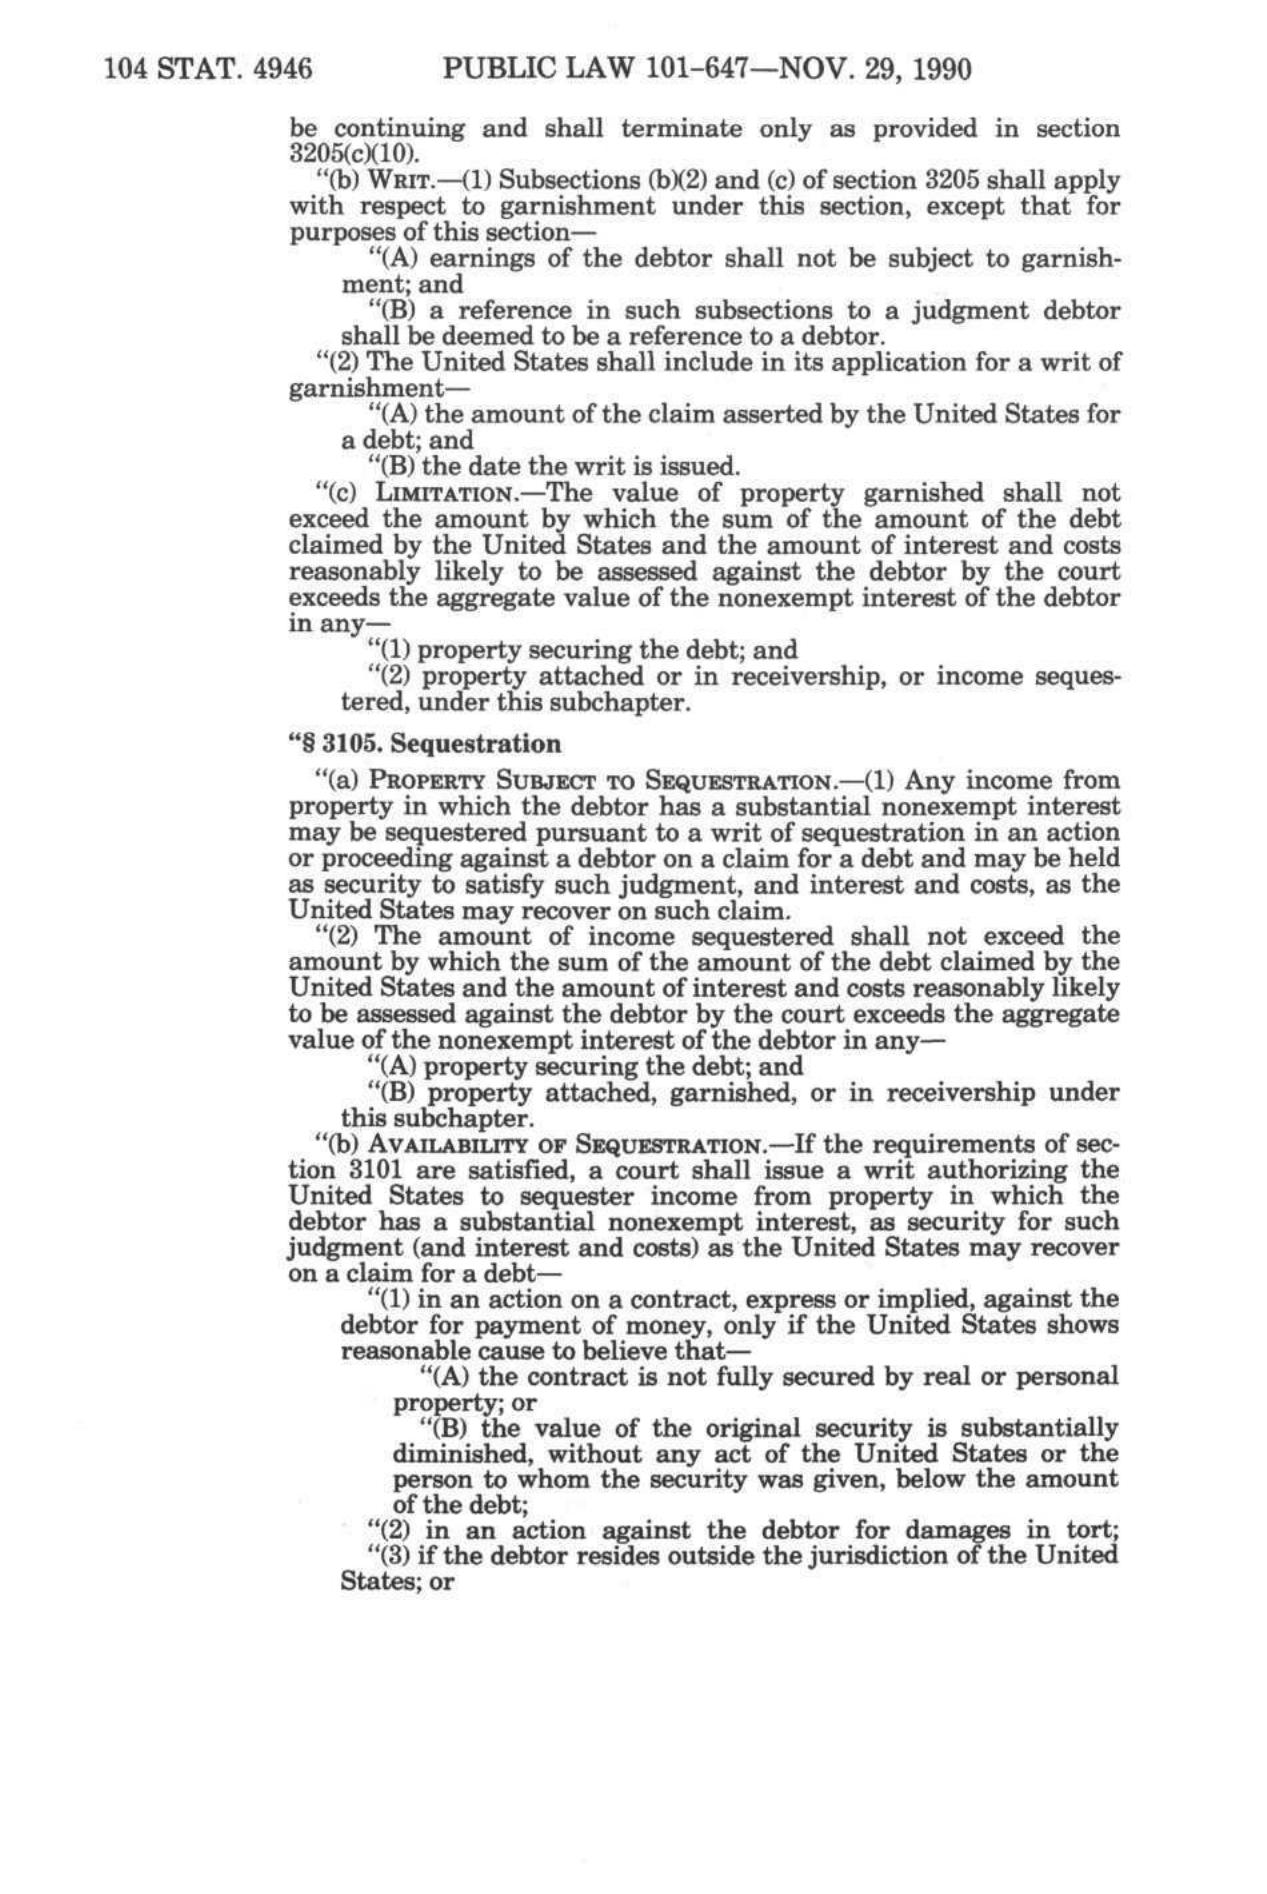 104 STAT. 4946 PUBLIC LAW 101-647—NOV. 29, 1990
be continuing and shall terminate only as provided in section
3205(c)(10).
"(b) WRIT.—(1) Subsections (b)(2) and (c) of section 3205 shall apply
with respect to garnishment under this section, except that for
purposes of this section—
"(A) earnings of the debtor shall not be subject to garnish-
ment; and
"(B) a reference in such subsections to a judgment debtor
shall be deemed to be a reference to a debtor.
"(2) The United States shall include in its application for a writ of
garnishment—
"(A) the amount of the claim asserted by the United States for
a debt; and
"(B) the date the writ is issued.
"(c) LIMITATION.—The value of property garnished shall not
exceed the amount by which the sum of the amount of the debt
claimed by the United States and the amount of interest and costs
reasonably likely to be assessed against the debtor by the court
exceeds the aggregate value of the nonexempt interest of the debtor
in any—
"(1) property securing the debt; and
"(2) property attached or in receivership, or income seques-
tered, under this subchapter.
"§ 3105. Sequestration
"(a) PROPERTY SUBJECT TO SEQUESTRATION.—(1) Any income from
property in which the debtor has a substantial nonexempt interest
may be sequestered pursuant to a writ of sequestration in an action
or proceeding against a debtor on a claim for a debt and may be held
as security to satisfy such judgment, and interest and costs, as the
United States may recover on such claim.
"(2) The amount of income sequestered shall not exceed the
amount by which the sum of the amount of the debt claimed by the
United States and the amount of interest and costs reasonably likely
to be assessed against the debtor by the court exceeds the aggregate
value of the nonexempt interest of the debtor in any—
"(A) property securing the debt; and
"(B) property attached, garnished, or in receivership under
this subchapter.
"(b) AVAILABILITY OF SEQUESTRATION.—If the requirements of sec-
tion 3101 are satisfied, a court shall issue a writ authorizing the
United States to sequester income from property in which the
debtor has a substantial nonexempt interest, as security for such
judgment (and interest and costs) as the United States may recover
on a claim for a debt—
"(1) in an action on a contract, express or implied, against the
debtor for payment of money, only if the United States shows
reasonable cause to believe that—
"(A) the contract is not fully secured by real or personal
property; or
"(B) the value of the original security is substantially
diminished, without any act of the United States or the
person to whom the security was given, below the amount
of the debt;
"(2) in an action against the debtor for damages in tort;
"(3) if the debtor resides outside the jurisdiction of the United
States; or